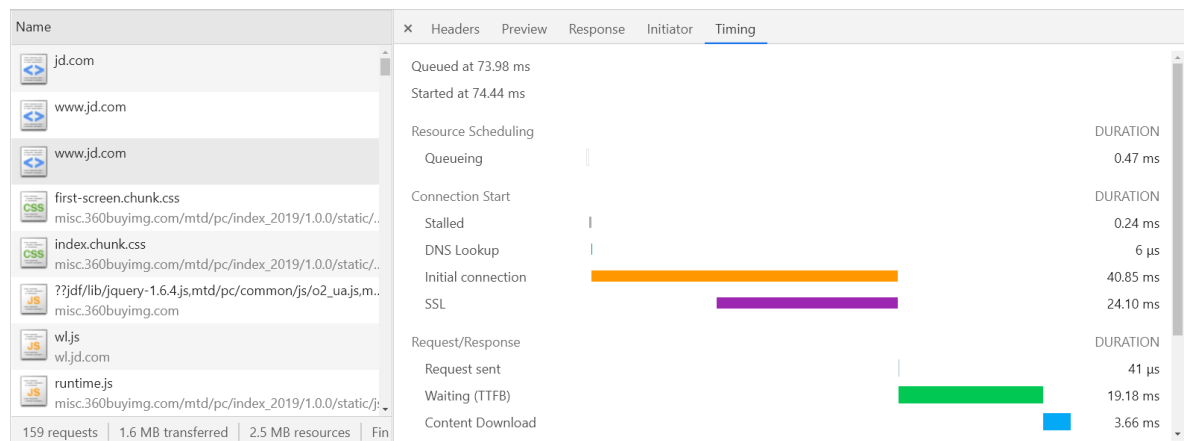 Name
jd.com
www.jd.com
www.jd.com
first-screen.chunk.css
misc.360buyimg.com/mtd/pc/index_2019/1.0.0/static/..
index.chunk.css
misc.360buyimg.com/mtd/pc/index_2019/1.0.0/static/..
??jdf/lib/jquery-1.6.4.js,mtd/pc/common/js/o2_ua.js,m..
misc.360buyimg.com
wl.js
wl.jd.com
runtime.js
misc.360buyimg.com/mtd/pc/index_2019/1.0.0/static/js
159 requests 1.6 MB transferred 2.5 MB resources Fin
× Headers Preview Response Initiator Timing
Queued at 73.98 ms
Started at 74.44 ms
Resource Scheduling DURATION
Queueing 0.47 ms
Connection Start DURATION
Stalled 0.24 ms
DNS Lookup 6 μs
Initial connection 40.85 ms
SSL 24.10 ms
Request/Response DURATION
Request sent 41 μs
Waiting (TTFB) 19.18 ms
Content Download 3.66 ms